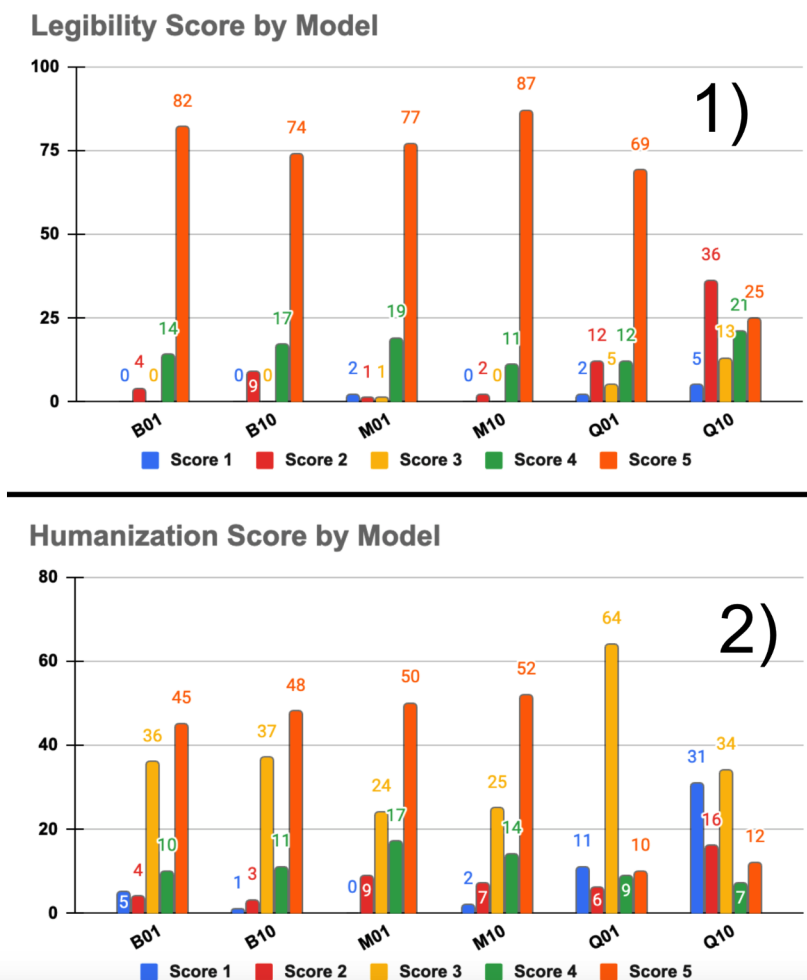 Legibility Score by Model
1)
100
75
50
25
0
0 4 0 14 82
0 9 0 17 74
2 1 1 19 77
0 2 0 11 87
2 12 5 12 69
5 36 13 21 25
B01 B10 M01 M10 Q01 Q10
Score 1 Score 2 Score 3 Score 4 Score 5
Humanization Score by Model
2)
80
60
40
20
0
5 4 36 10 45
1 3 37 11 48
0 9 24 17 50
2 7 25 14 52
11 6 64 9 10
31 16 34 7 12
B01 B10 M01 M10 Q01 Q10
Score 1 Score 2 Score 3 Score 4 Score 5